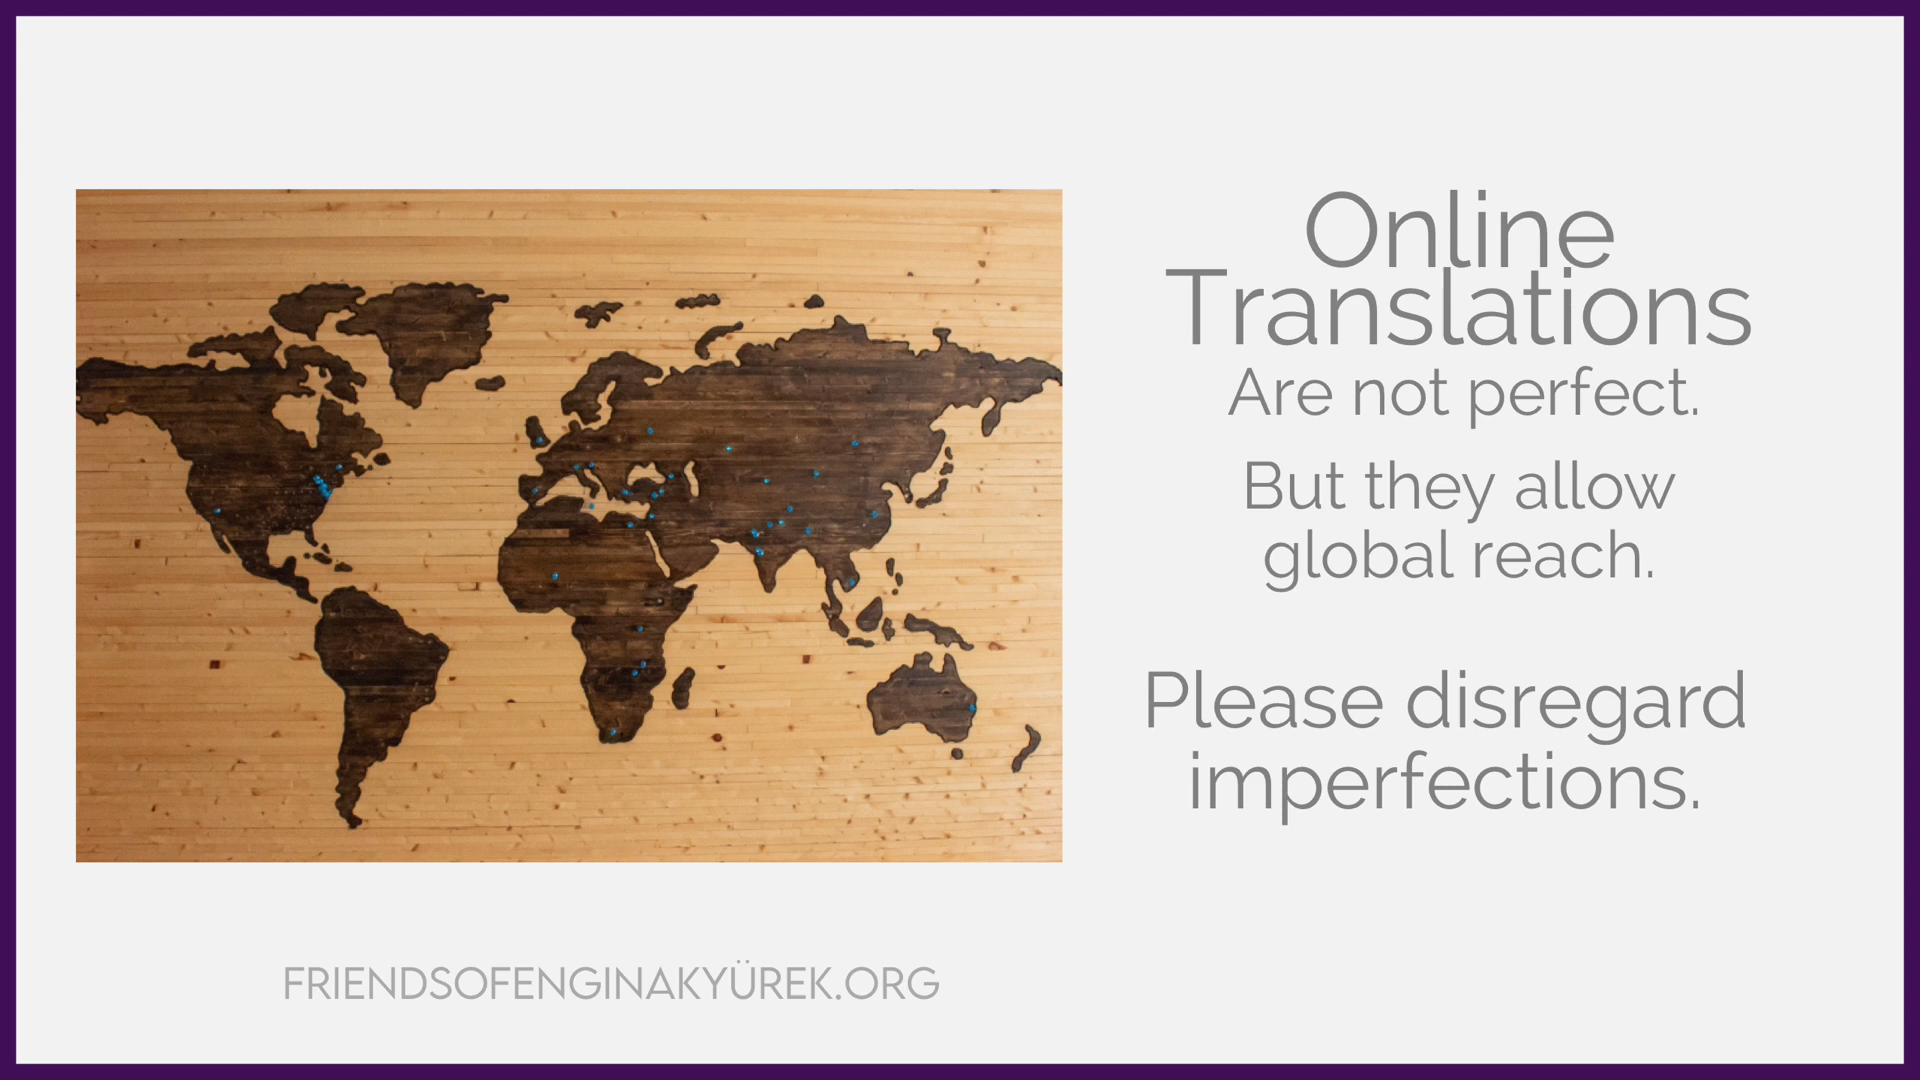 Online
Translations
Are not perfect.
But they allow
global reach.
Please disregard
imperfections.
FRIENDSOFENGINAKYÜREK.ORG